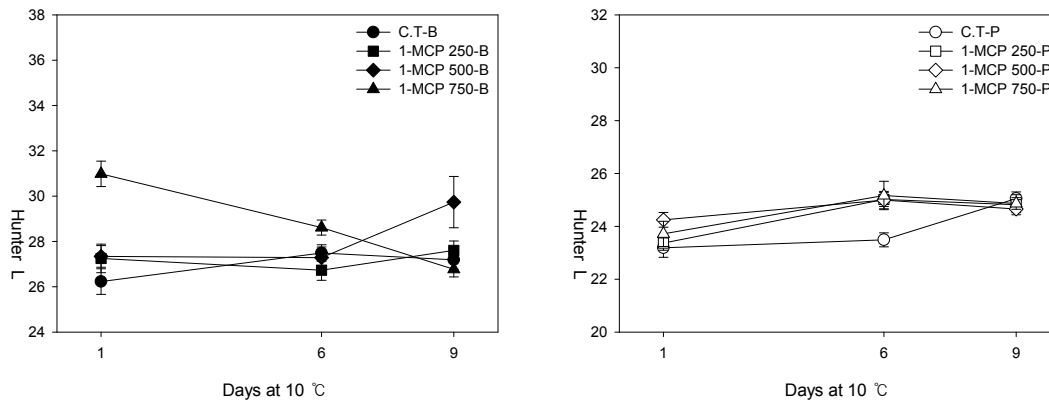 38
36
34
32
30
28
26
24
Hunter L
C.T-B
1-MCP 250-B
1-MCP 500-B
1-MCP 750-B
1
6
9
Days at 10 ℃
32
30
28
26
24
22
20
Hunter L
C.T-P
1-MCP 250-P
1-MCP 500-P
1-MCP 750-P
1
6
9
Days at 10 ℃